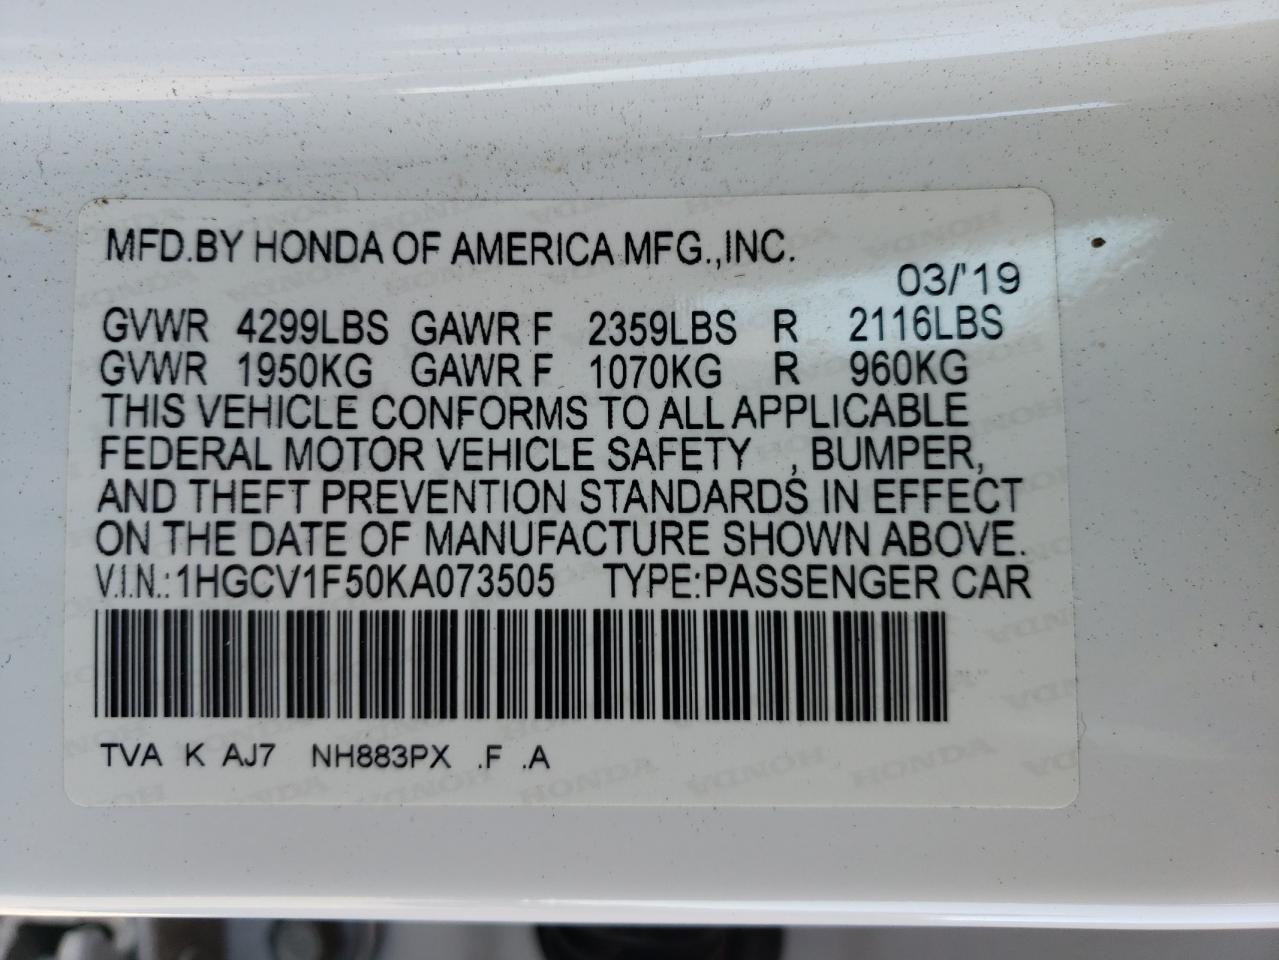 MFD.BY HONDA OF AMERICA MFG.,INC.
03/'19
GVWR 4299LBS GAWR F 2359LBS R 2116LBS
GVWR 1950KG GAWR F 1070KG R 960KG
THIS VEHICLE CONFORMS TO ALL APPLICABLE
FEDERAL MOTOR VEHICLE SAFETY , BUMPER,
AND THEFT PREVENTION STANDARDS IN EFFECT
ON THE DATE OF MANUFACTURE SHOWN ABOVE.
V.I.N.:1HGCV1F50KA073505 TYPE:PASSENGER CAR
TVA K AJ7 NH883PX .F .A